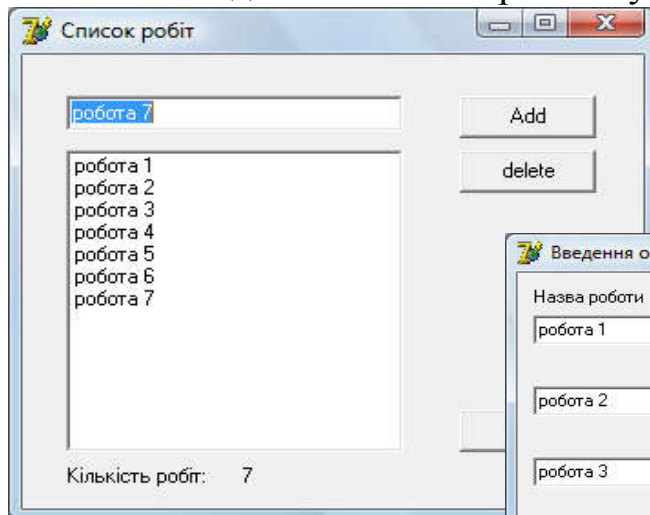 Список робіт
робота 7
Add
робота 1
робота 2
робота 3
робота 4
робота 5
робота 6
робота 7
delete
Кількість робіт: 7
Введення о
Назва роботи
робота 1
робота 2
робота 3